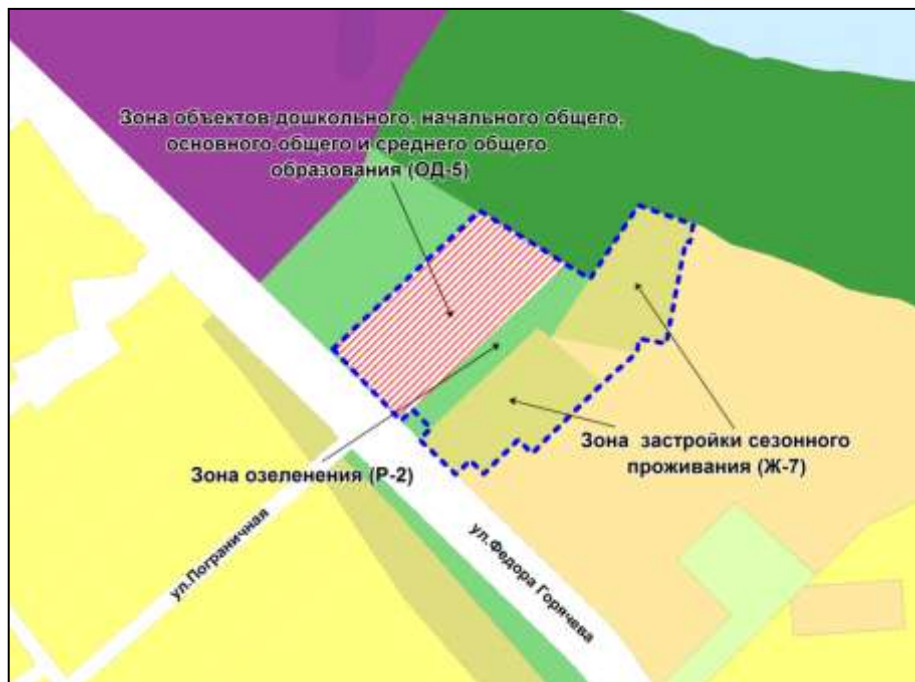 Зона объектов дошкольного, начального общего,
основного общего и среднего общего
образования (ОД-5)
Зона застройки сезонного
проживания (Ж-7)
Зона озеленения (Р-2)
ул.Пограничная
ул.Федора Горячева